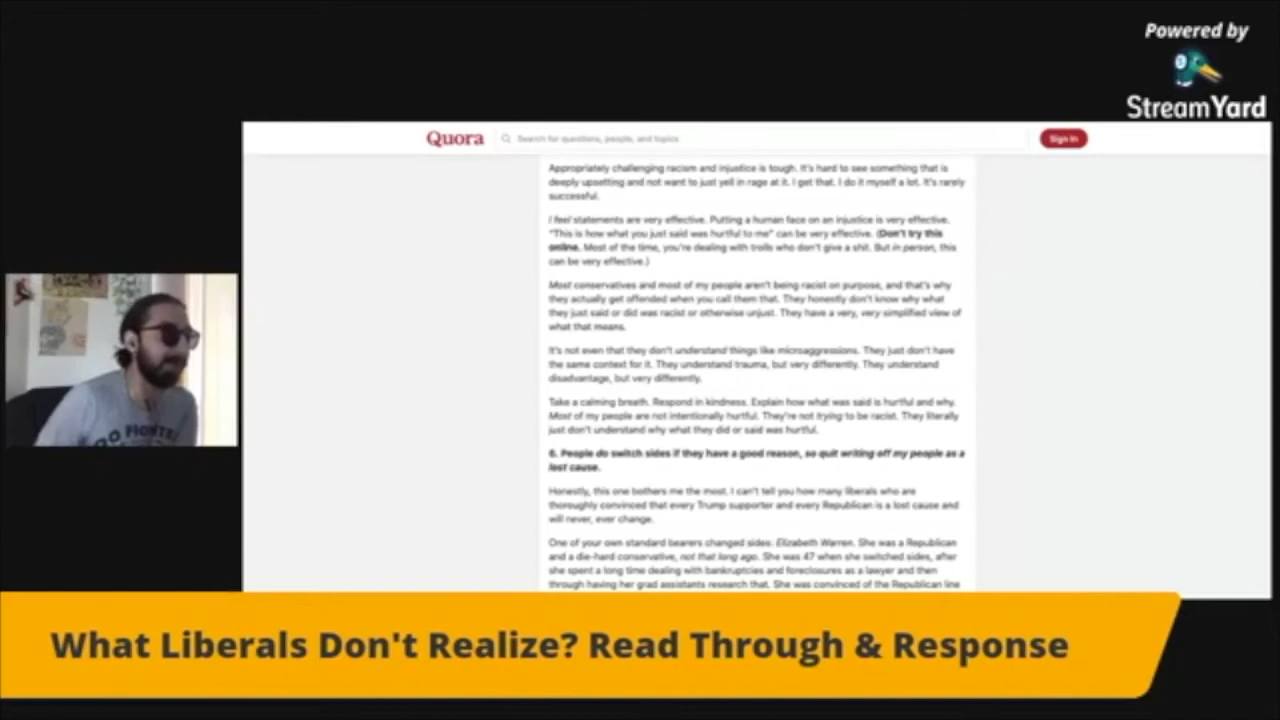 Powered by
StreamYard
Quora
Search for questions, people, and topics
Sign In
Appropriately challenging racism and injustice is tough. It's hard to see something that is
deeply upsetting and not want to just yell in rage at it. I get that. I do it myself a lot. It's rarely
successful.
I feel statements are very effective. Putting a human face on an injustice is very effective.
"This is how what you just said was hurtful to me" can be very effective. (Don't try this
online. Most of the time, you're dealing with trolls who don't give a shit. But in person, this
can be very effective.)
Most conservatives and most of my people aren't being racist on purpose, and that's why
they actually get offended when you call them that. They honestly don't know why what
they just said or did was racist or otherwise unjust. They have a very, very simplified view of
what that means.
It's not even that they don't understand things like microaggressions. They just don't have
the same context for it. They understand trauma, but very differently. They understand
disadvantage, but very differently.
Take a calming breath. Respond in kindness. Explain how what was said is hurtful and why.
Most of my people are not intentionally hurtful. They're not trying to be racist. They literally
just don't understand why what they did or said was hurtful.
6. People do switch sides if they have a good reason, so quit writing off my people as a
lost cause.
Honestly, this one bothers me the most. I can't tell you how many liberals who are
thoroughly convinced that every Trump supporter and every Republican is a lost cause and
will never, ever change.
One of your own standard bearers changed sides. Elizabeth Warren. She was a Republican
and a die-hard conservative, not that long ago. She was 47 when she switched sides, after
she spent a long time dealing with bankruptcies and foreclosures as a lawyer and then
through having her grad assistants research that. She was convinced of the Republican line
What Liberals Don't Realize? Read Through & Response